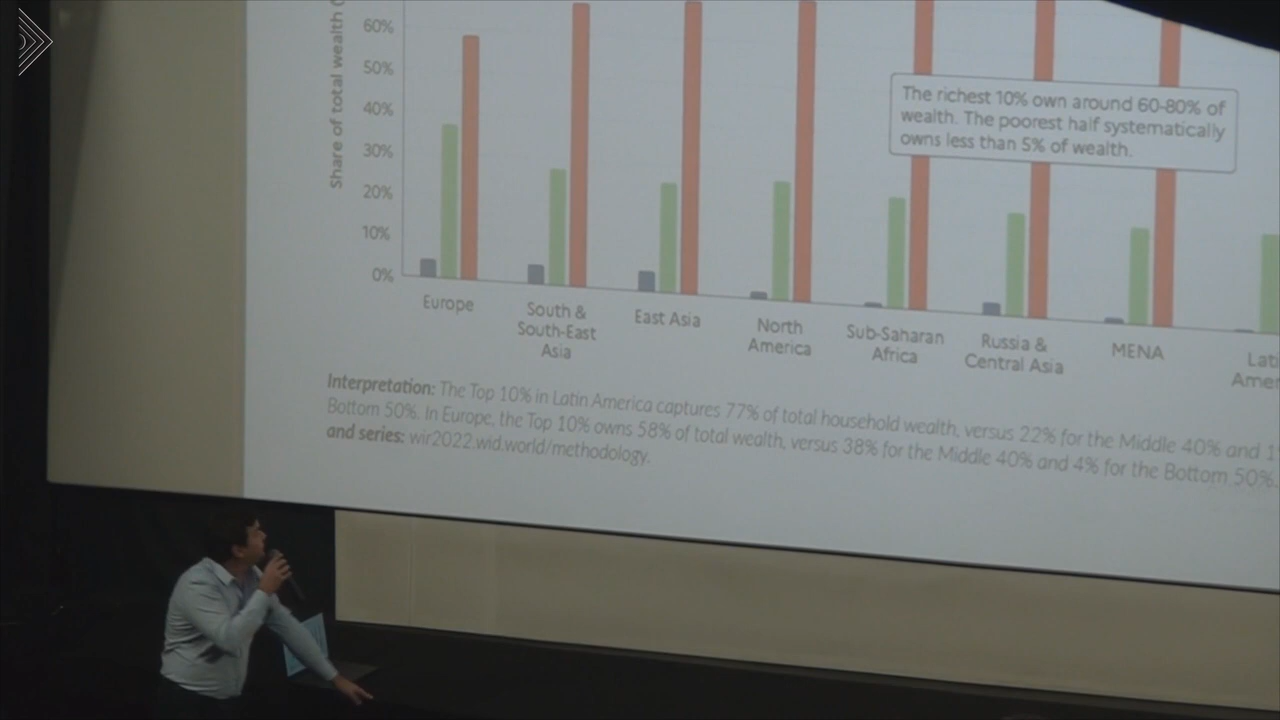 Share of total wealth (
60%
50%
40%
30%
20%
10%
0%
The richest 10% own around 60-80% of
wealth. The poorest half systematically
owns less than 5% of wealth.
Europe
South &
South-East
Asia
East Asia
North
America
Sub-Saharan
Africa
Russia &
Central Asia
MENA
Lati
Amer
Interpretation: The Top 10% in Latin America captures 77% of total household wealth, versus 22% for the Middle 40% and 1
Bottom 50%. In Europe, the Top 10% owns 58% of total wealth, versus 38% for the Middle 40% and 4% for the Bottom 50%.
and series: wir2022.wid.world/methodology.